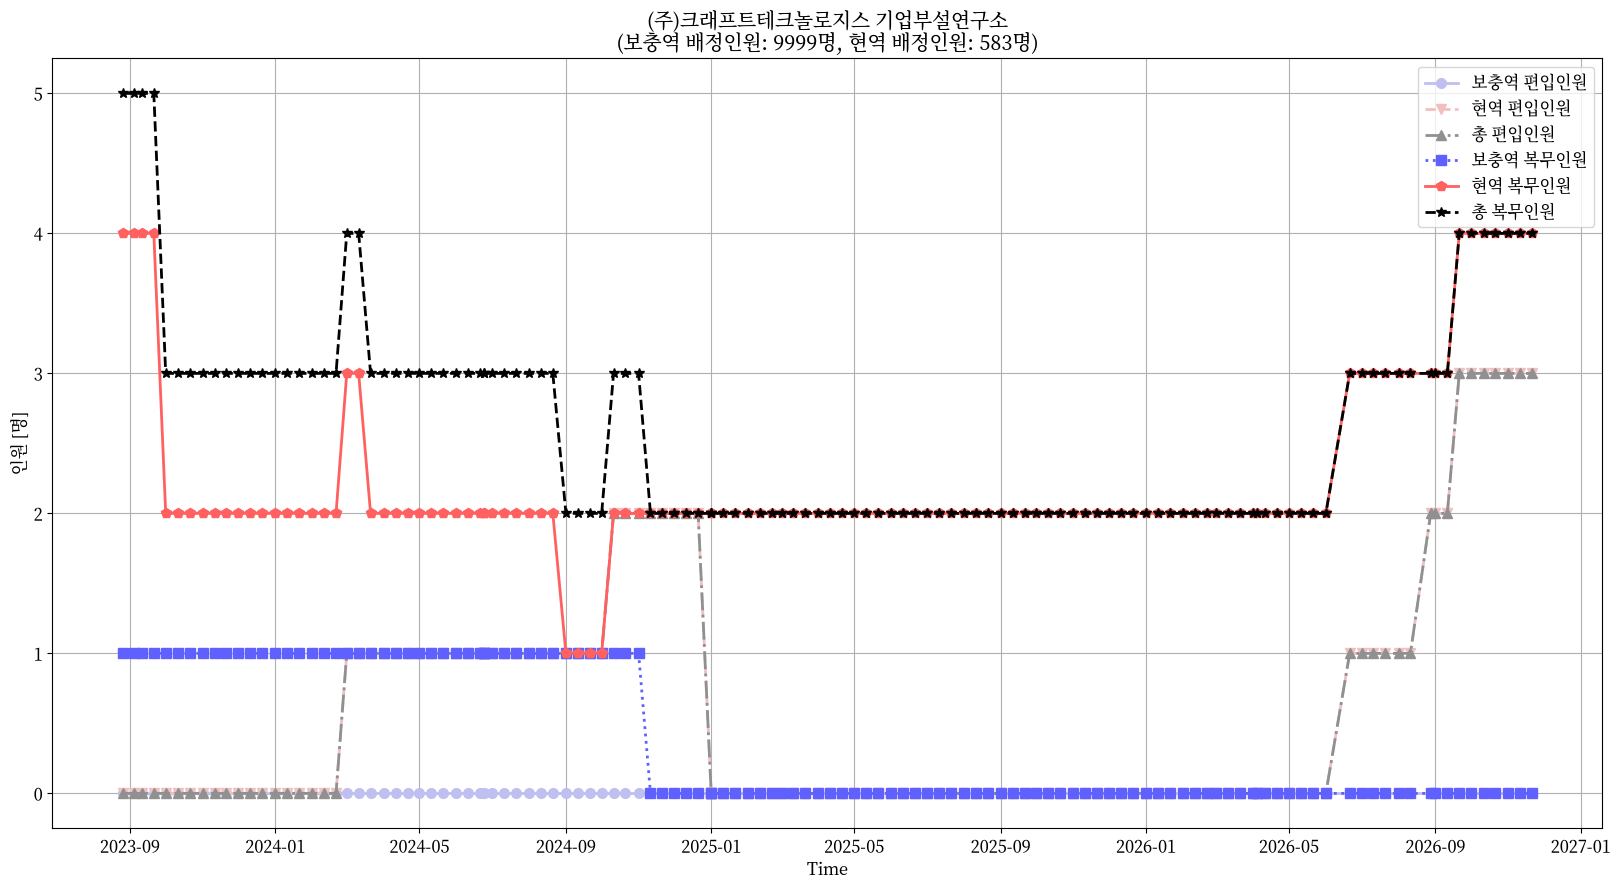 (주)크래프트테크놀로지스 기업부설연구소
(보충역 배정인원: 9999명, 현역 배정인원: 583명)
보충역 편입인원
현역 편입인원
총 편입인원
보충역 복무인원
현역 복무인원
총 복무인원
인원 [명]
5
4
3
2
1
0
2023-09
2024-01
2024-05
2024-09
2025-01
2025-05
2025-09
2026-01
2026-05
2026-09
2027-01
Time